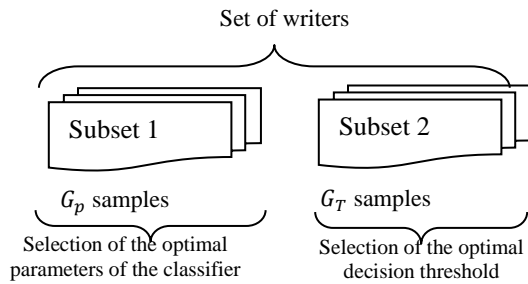 Set of writers
Subset 1
Subset 2
G_p samples
G_T samples
Selection of the optimal
parameters of the classifier
Selection of the optimal
decision threshold